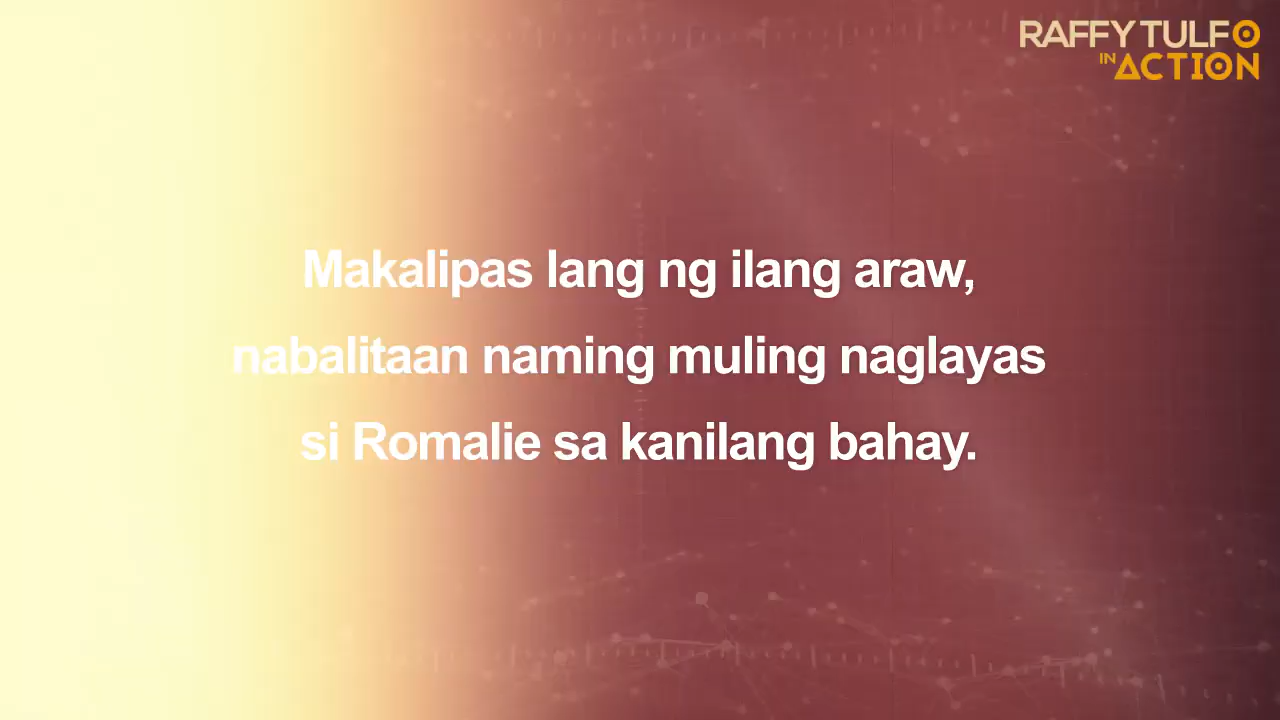 RAFFY TULFO
IN ACTION
Makalipas lang ng ilang araw,
nabalitaan naming muling naglayas
si Romalie sa kanilang bahay.